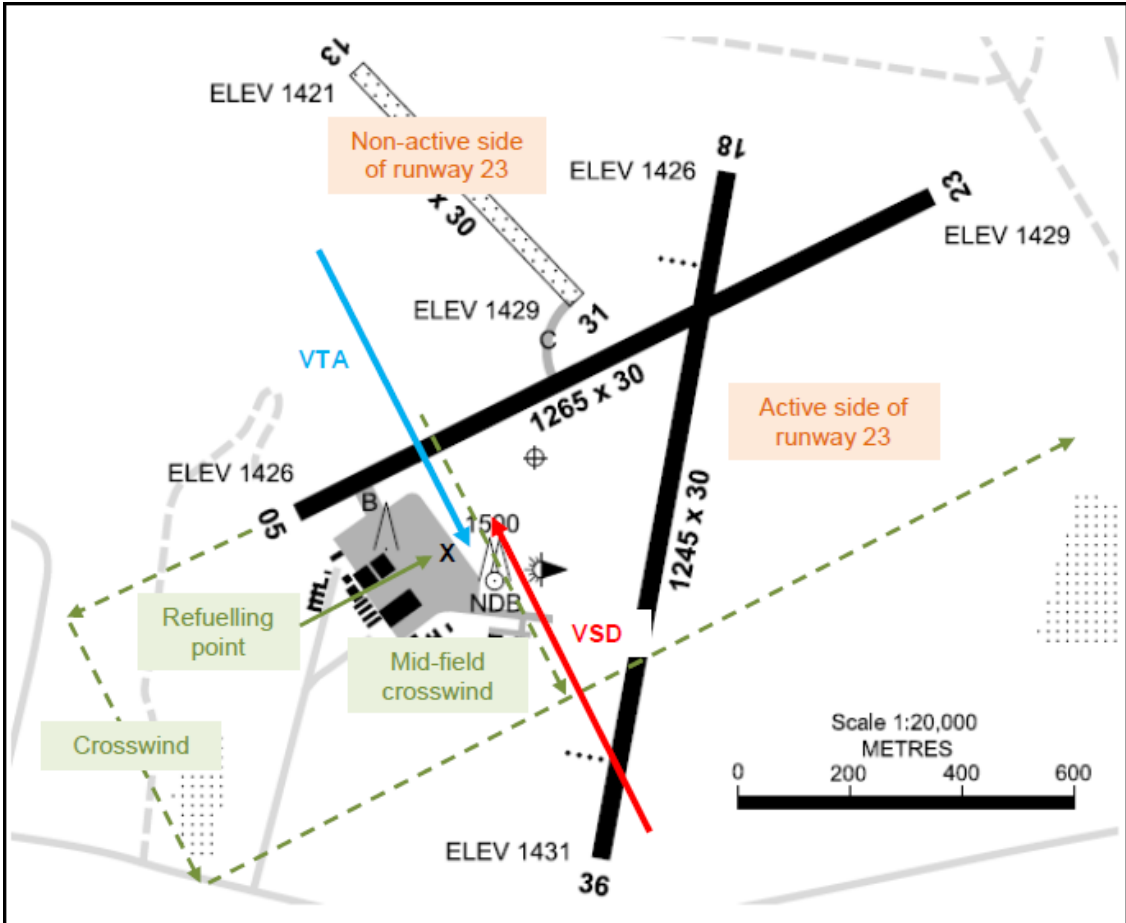 13
ELEV 1421
Non-active side
of runway 23
x 30
18
ELEV 1426
23
ELEV 1429
ELEV 1429
31
C
VTA
1265 x 30
Active side of
runway 23
ELEV 1426
05
B
1500
X
1245 x 30
NDB
Refuelling
point
VSD
Mid-field
crosswind
Crosswind
Scale 1:20,000
METRES
0 200 400 600
ELEV 1431
36